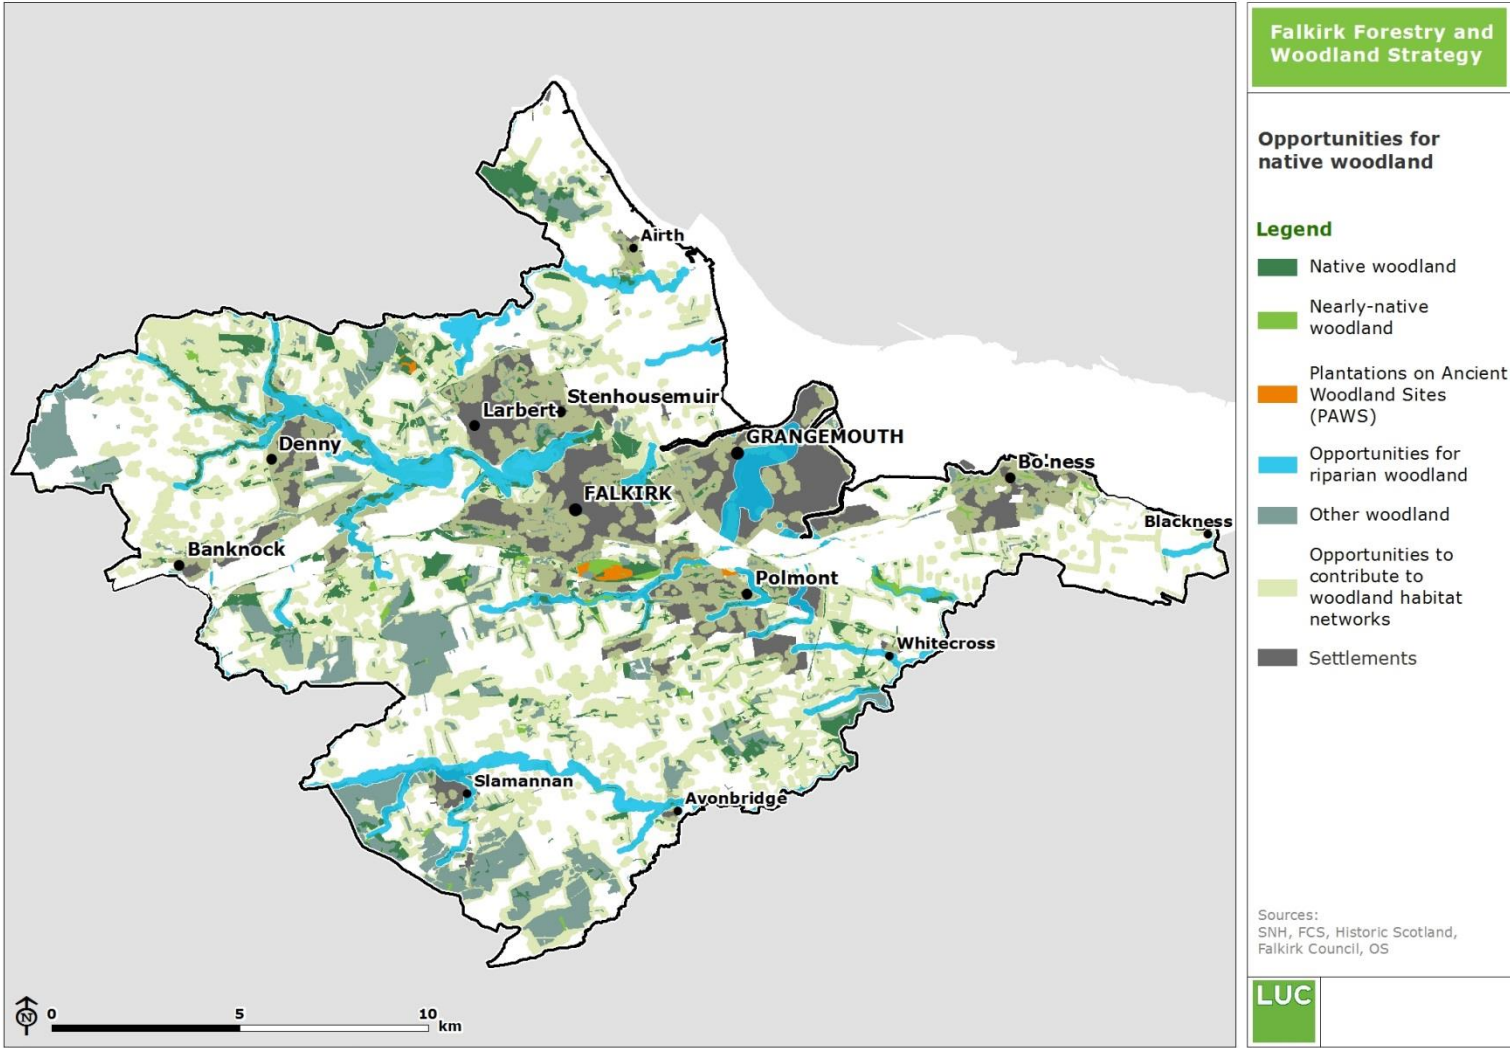 Falkirk Forestry and
Woodland Strategy
Opportunities for
native woodland
Legend
Native woodland
Nearly-native
woodland
Plantations on Ancient
Woodland Sites
(PAWS)
Opportunities for
riparian woodland
Other woodland
Opportunities to
contribute to
woodland habitat
networks
Settlements
Sources:
SNH, FCS, Historic Scotland,
Falkirk Council, OS
LUC
Airth
Stenhousemuir
Larbert
GRANGEMOUTH
Denny
Bo'ness
FALKIRK
Blackness
Banknock
Polmont
Whitecross
Slamannan
Avonbridge
N
0 5 10
km